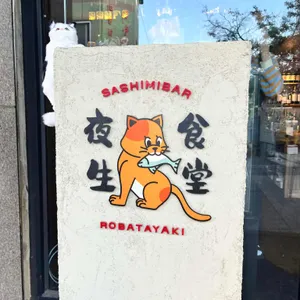 SASHIMIBAR
夜食
生堂
ROBATAYAKI